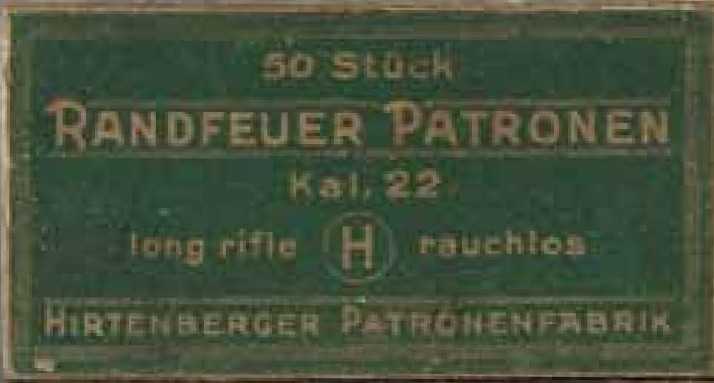 50 Stück
RANDFEUER PATRONEN
Kal. 22
long rifle H rauchlos
HIRTENBERGER PATRONENFABRIK